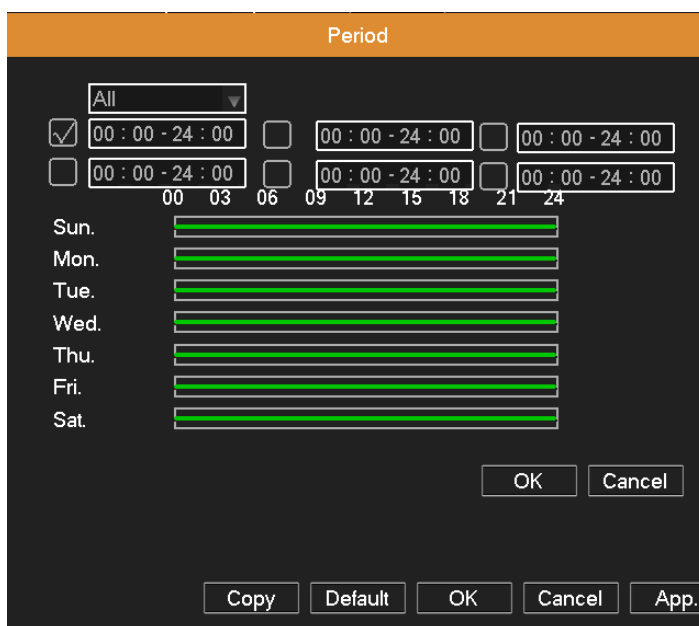 Period
All
00 : 00 - 24 : 00 00 : 00 - 24 : 00 00 : 00 - 24 : 00
00 : 00 - 24 : 00 00 : 00 - 24 : 00 00 : 00 - 24 : 00
00 03 06 09 12 15 18 21 24
Sun.
Mon.
Tue.
Wed.
Thu.
Fri.
Sat.
OK Cancel
Copy Default OK Cancel App.